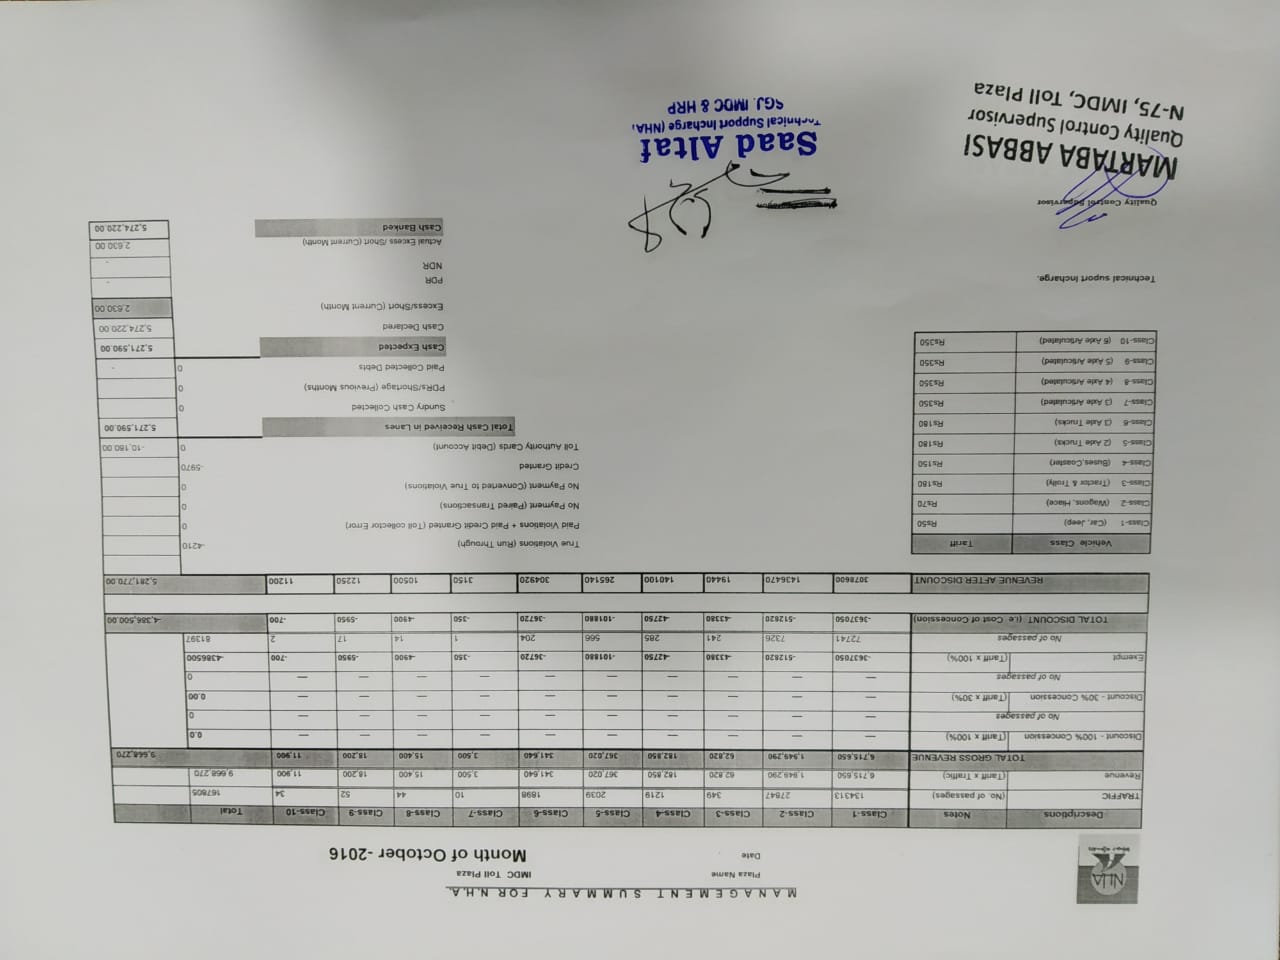 NHA
MANAGEMENT SUMMARY FOR N.H.A.
Plaza Name IMDC Toll Plaza
Date Month of October -2016
Descriptions Notes Class-1 Class-2 Class-3 Class-4 Class-5 Class-6 Class-7 Class-8 Class-9 Class-10 Total
TRAFFIC (No. of passages) 134313 27847 349 1219 2039 1898 10 44 52 34 167805
Revenue (Tariff x Traffic) 6,715,650 1,949,290 62,820 182,850 367,020 341,640 3,500 15,400 18,200 11,900 9,668,270
TOTAL GROSS REVENUE 6,715,650 1,949,290 62,820 182,850 367,020 341,640 3,500 15,400 18,200 11,900 9,668,270
Discount - 100% Concession (Tariff x 100%) — — — — — — — — — — 0.0
No of passages — — — — — — — — — — 0
Discount - 30% Concession (Tariff x 30%) — — — — — — — — — — 0.00
No of passages — — — — — — — — — — 0
Exempt (Tariff x 100%) -3637050 -512820 -43380 -42750 -101880 -36720 -350 -4900 -5950 -700 -4386500
No of passages 72741 7326 241 285 566 204 1 14 17 2 81397
TOTAL DISCOUNT (i.e Cost of Concession) -3637050 -512820 -43380 -42750 -101880 -36720 -350 -4900 -5950 -700 -4,386,500.00
REVENUE AFTER DISCOUNT 3078600 1436470 19440 140100 265140 304920 3150 10500 12250 11200 5,281,770.00
Vehicle Class Tariff
Class-1 (Car, Jeep) Rs50
Class-2 (Wagons, Hiace) Rs70
Class-3 (Tractor & Trolly) Rs180
Class-4 (Buses,Coaster) Rs150
Class-5 (2 Axle Trucks) Rs180
Class-6 (3 Axle Trucks) Rs180
Class-7 (3 Axle Articulated) Rs350
Class-8 (4 Axle Articulated) Rs350
Class-9 (5 Axle Articulated) Rs350
Class-10 (6 Axle Articulated) Rs350
True Violations (Run Through) -4210
Paid Violations + Paid Credit Granted (Toll collector Error) 0
No Payment (Paired Transactions) 0
No Payment (Converted to True Violations) 0
Credit Granted -5970
Toll Authority Cards (Debit Account) 0 -10,180.00
Total Cash Received in Lanes 5,271,590.00
Sundry Cash Collected 0
PDRs/Shortage (Previous Months) 0
Paid Collected Debts 0 -
Cash Expected 5,271,590.00
Cash Declared 5,274,220.00
Excess/Short (Current Month) 2,630.00
PDR -
NDR -
Actual Excess /Short (Current Month) 2,630.00
Cash Banked 5,274,220.00
Technical suport Incharge.
Quality Control Supervisor
MARTABA ABBASI
Quality Control Supervisor
N-75, IMDC, Toll Plaza
Saad Altaf
Technical Support Incharge (NHA)
SGJ. IMDC & HRP